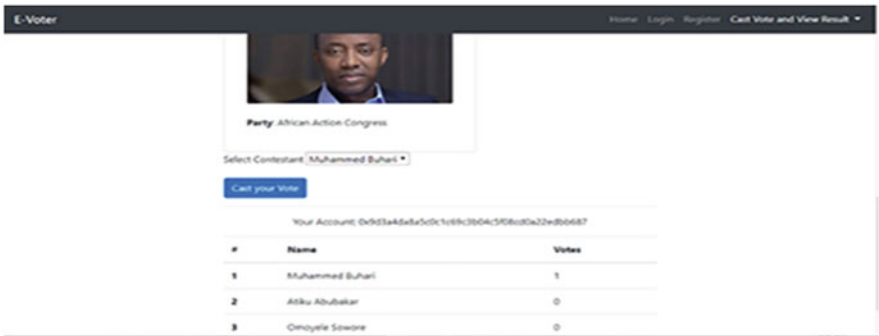 E-Voter Home Login Register Cast Vote and View Result
Party: African Action Congress
Select Contestant Muhammed Buhari
Cast your Vote
Your Account:
# Name Votes
1 Muhammed Buhari 1
2 Atiku Abubakar 0
3 Omoyele Sowore 0